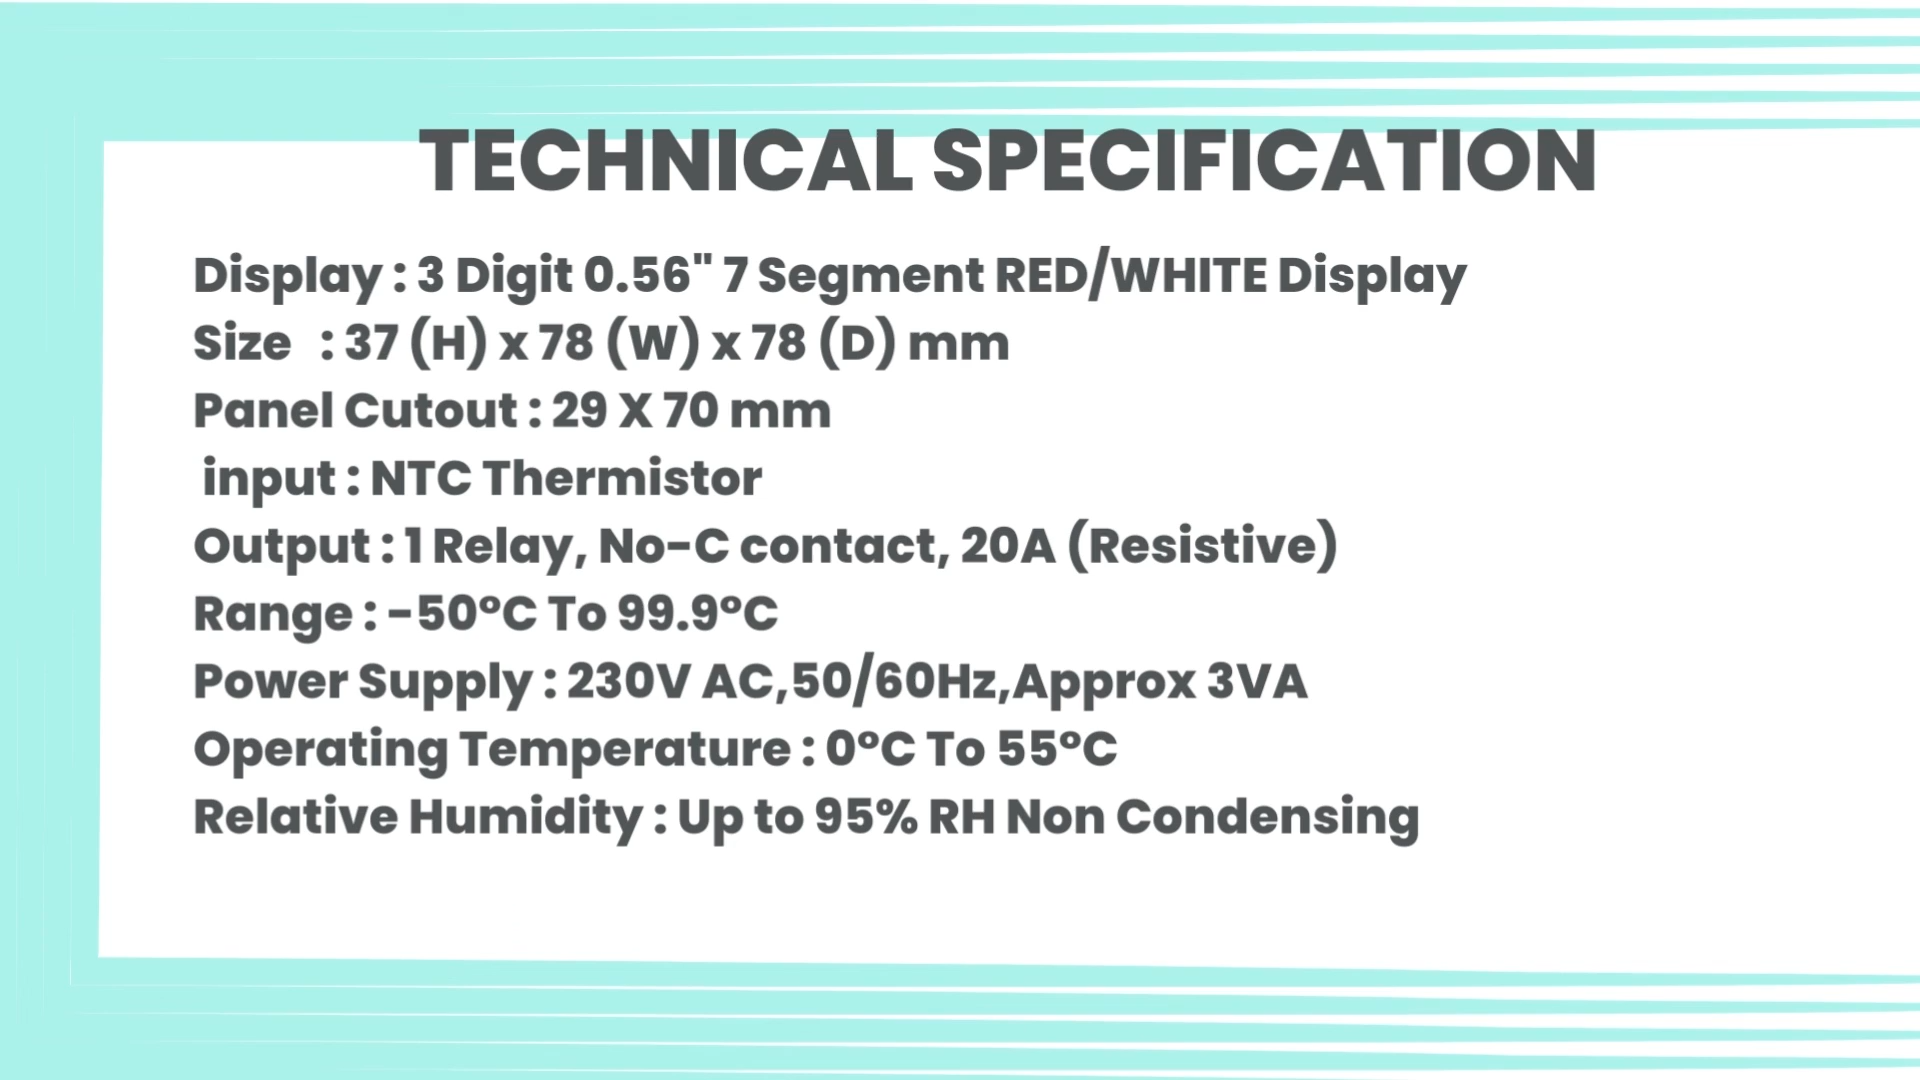 TECHNICAL SPECIFICATION
Display : 3 Digit 0.56" 7 Segment RED/WHITE Display
Size  : 37 (H) x 78 (W) x 78 (D) mm
Panel Cutout : 29 X 70 mm
input : NTC Thermistor
Output : 1 Relay, No-C contact, 20A (Resistive)
Range : -50°C To 99.9°C
Power Supply : 230V AC,50/60Hz,Approx 3VA
Operating Temperature : 0°C To 55°C
Relative Humidity : Up to 95% RH Non Condensing